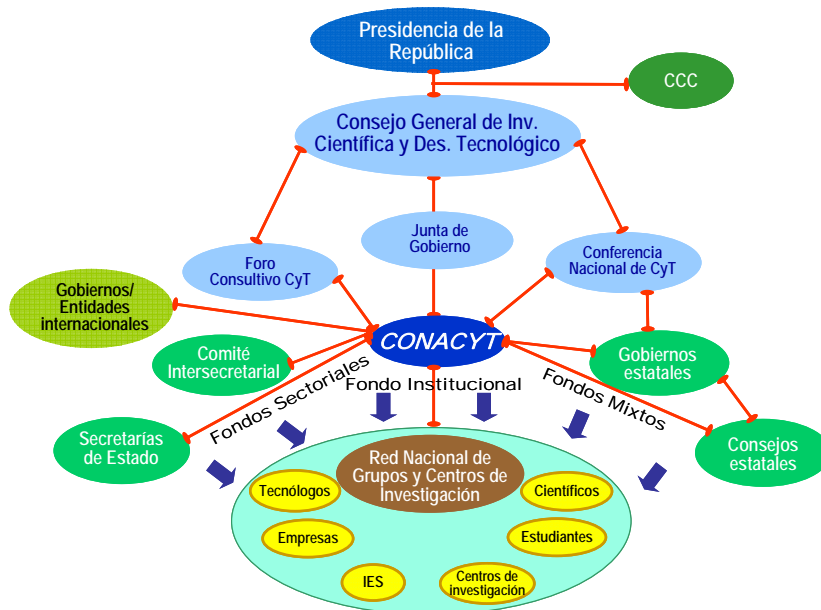 Presidencia de la
República
CCC
Consejo General de Inv.
Científica y Des. Tecnológico
Junta de
Gobierno
Foro
Consultivo CyT
Conferencia
Nacional de CyT
Gobiernos/
Entidades
internacionales
CONACYT
Comité
Intersecretarial
Gobiernos
estatales
Fondos Sectoriales
Fondo Institucional
Fondos Mixtos
Secretarías
de Estado
Consejos
estatales
Red Nacional de
Grupos y Centros de
Investigación
Tecnólogos
Científicos
Empresas
Estudiantes
IES
Centros de
investigación